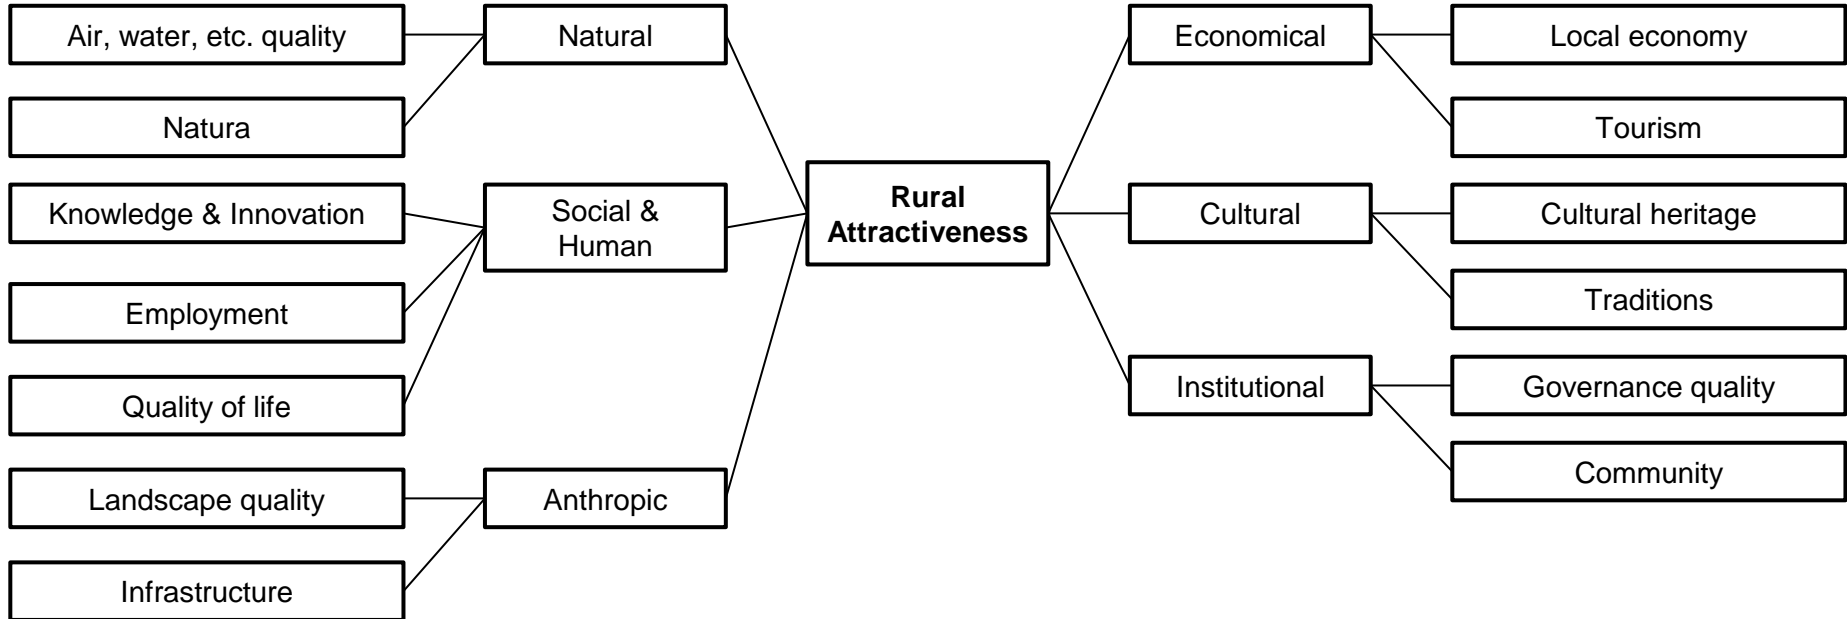 Air, water, etc. quality
Natural
Natura
Knowledge & Innovation
Social &
Human
Employment
Quality of life
Landscape quality
Anthropic
Infrastructure
Rural
Attractiveness
Economical
Local economy
Tourism
Cultural
Cultural heritage
Traditions
Institutional
Governance quality
Community